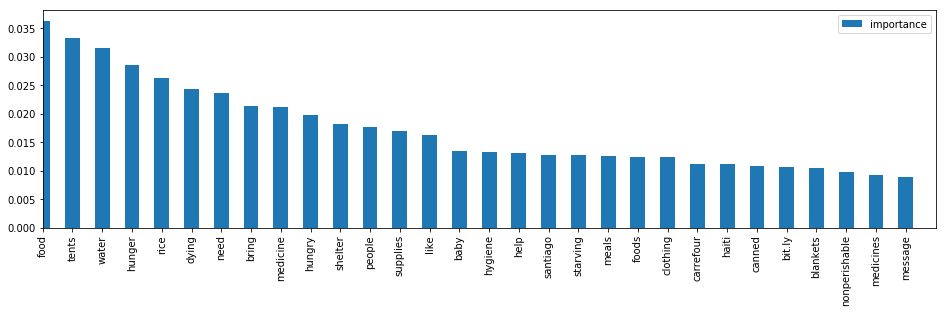 importance
0.035
0.030
0.025
0.020
0.015
0.010
0.005
0.000
food
tents
water
hunger
rice
dying
need
bring
medicine
hungry
shelter
people
supplies
like
baby
hygiene
help
santiago
starving
meals
foods
clothing
carrefour
haiti
canned
bit.ly
blankets
nonperishable
medicines
message